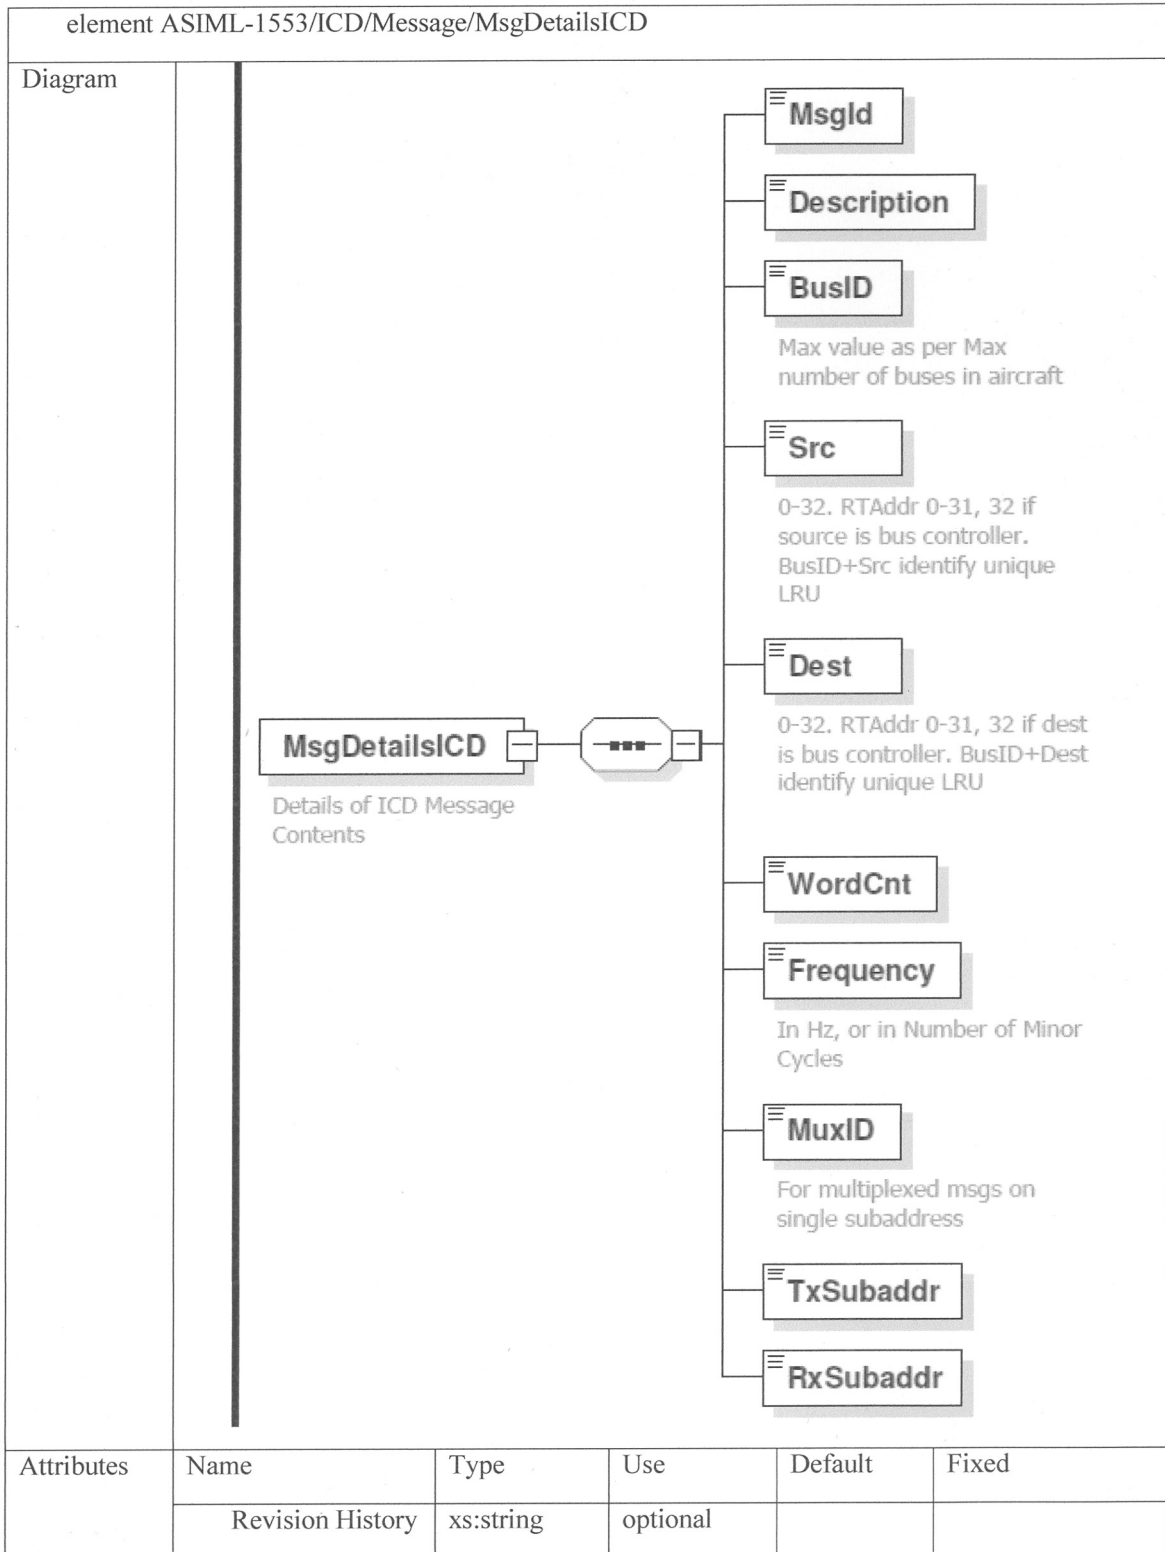 element ASIML-1553/ICD/Message/MsgDetailsICD
Diagram
MsgId
Description
BusID
Max value as per Max
number of buses in aircraft
Src
0-32. RTAddr 0-31, 32 if
source is bus controller.
BusID+Src identify unique
LRU
Dest
0-32. RTAddr 0-31, 32 if dest
is bus controller. BusID+Dest
identify unique LRU
MsgDetailsICD
Details of ICD Message
Contents
WordCnt
Frequency
In Hz, or in Number of Minor
Cycles
MuxID
For multiplexed msgs on
single subaddress
TxSubaddr
RxSubaddr
Attributes Name Type Use Default Fixed
Revision History xs:string optional